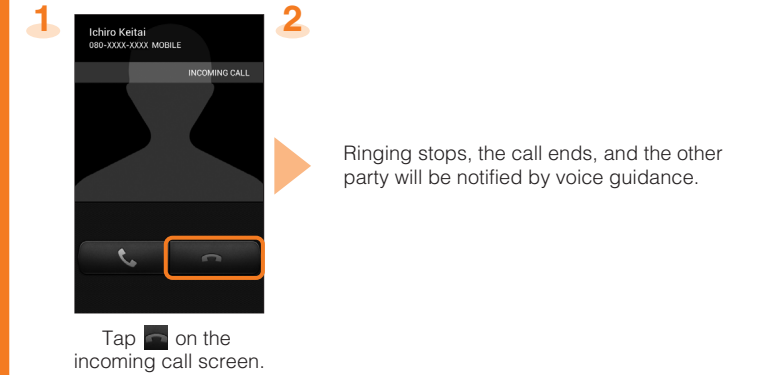 1
Ichiro Keitai
080-XXXX-XXXX MOBILE
INCOMING CALL
Tap on the
incoming call screen.
2
Ringing stops, the call ends, and the other
party will be notified by voice guidance.